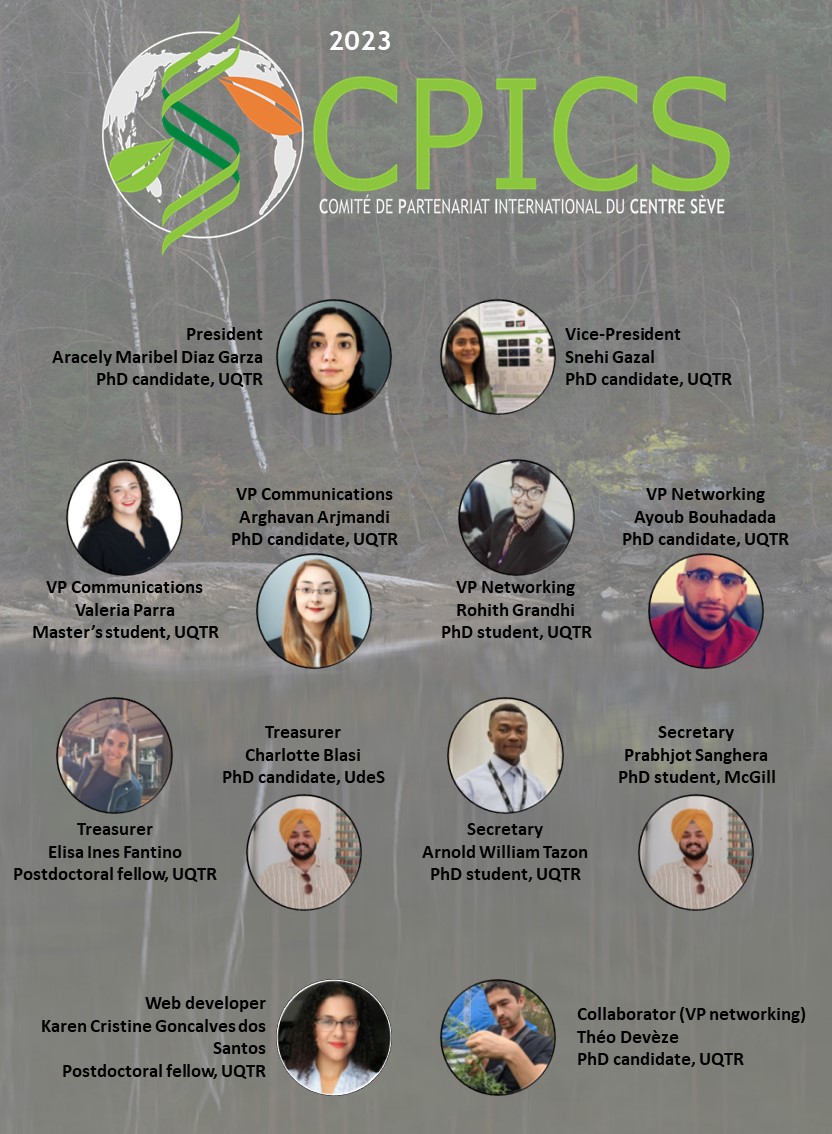 2023
CPICS
COMITÉ DE PARTENARIAT INTERNATIONAL DU CENTRE SÈVE
President
Aracely Maribel Diaz Garza
PhD candidate, UQTR
Vice-President
Snehi Gazal
PhD candidate, UQTR
VP Communications
Valeria Parra
Master's student, UQTR
VP Communications
Arghavan Arjmandi
PhD candidate, UQTR
VP Networking
Rohith Grandhi
PhD student, UQTR
VP Networking
Ayoub Bouhadada
PhD candidate, UQTR
Treasurer
Elisa Ines Fantino
Postdoctoral fellow, UQTR
Treasurer
Charlotte Blasi
PhD candidate, UdeS
Secretary
Arnold William Tazon
PhD student, UQTR
Secretary
Prabhjot Sanghera
PhD student, McGill
Web developer
Karen Cristine Goncalves dos
Santos
Postdoctoral fellow, UQTR
Collaborator (VP networking)
Théo Devèze
PhD candidate, UQTR